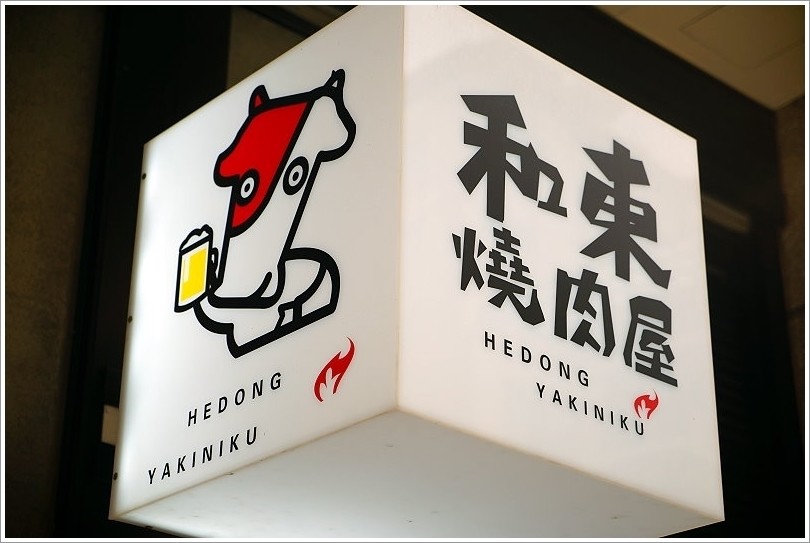 HEDONG
YAKINIKU
和東
燒肉屋
HEDONG
YAKINIKU